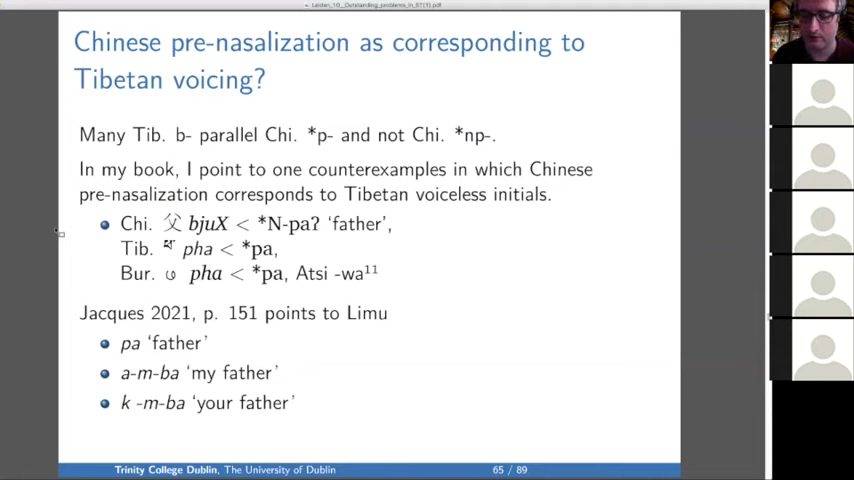 Leiden_10__Outstanding_problems_in_ST(1).pdf
Chinese pre-nasalization as corresponding to
Tibetan voicing?
Many Tib. b- parallel Chi. *p- and not Chi. *np-.
In my book, I point to one counterexamples in which Chinese
pre-nasalization corresponds to Tibetan voiceless initials.
Chi. 父 bjuX < *N-paʔ ‘father’,
Tib. ཕ pha < *pa,
Bur. ဖ pha < *pa, Atsi -wa¹¹
Jacques 2021, p. 151 points to Limu
pa ‘father’
a-m-ba ‘my father’
k -m-ba ‘your father’
Trinity College Dublin, The University of Dublin
65 / 89